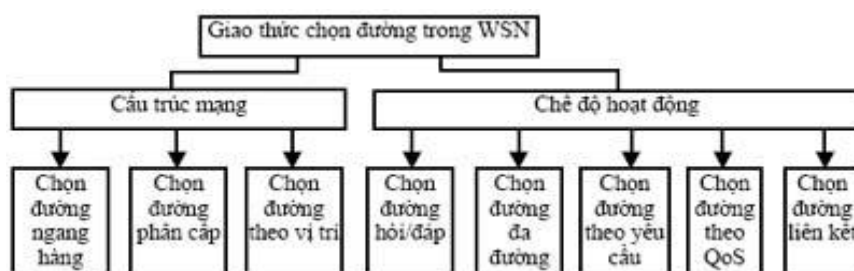 Giao thức chọn đường trong WSN
Cấu trúc mạng
Chế độ hoạt động
Chọn
đường
ngang
hàng
Chọn
đường
phân cấp
Chọn
đường
theo vị trí
Chọn
đường
hỏi/đáp
Chọn
đường
đa
đường
Chọn
đường
theo yêu
cầu
Chọn
đường
theo
QoS
Chọn
đường
liên kết